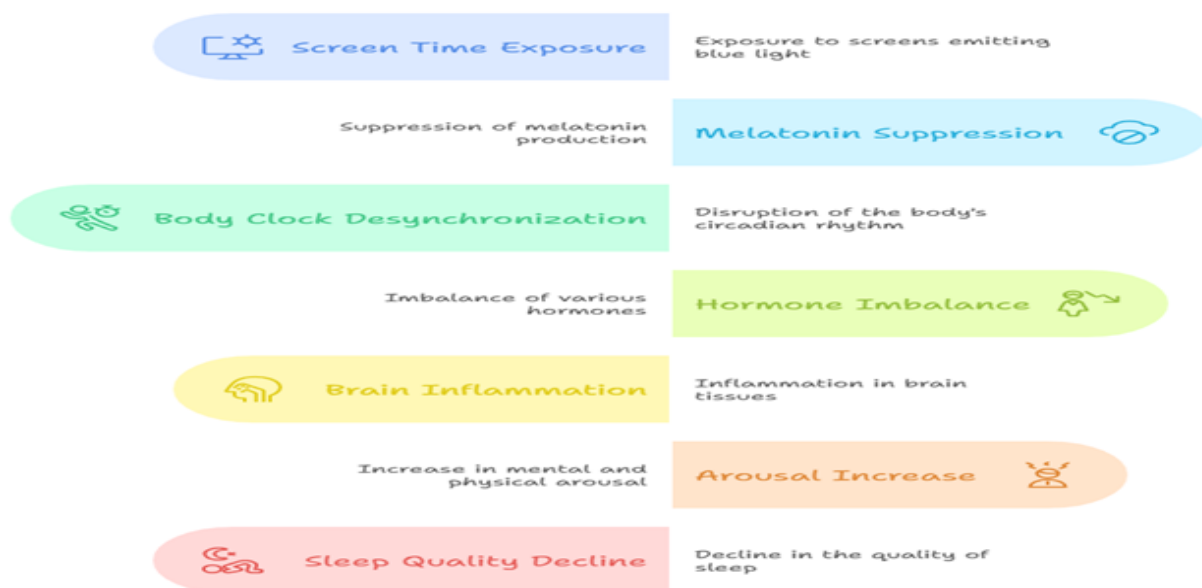 Screen Time Exposure
Exposure to screens emitting
blue light
Suppression of melatonin
production
Melatonin Suppression
Body Clock Desynchronization
Disruption of the body's
circadian rhythm
Imbalance of various
hormones
Hormone Imbalance
Brain Inflammation
Inflammation in brain
tissues
Increase in mental and
physical arousal
Arousal Increase
Sleep Quality Decline
Decline in the quality of
sleep